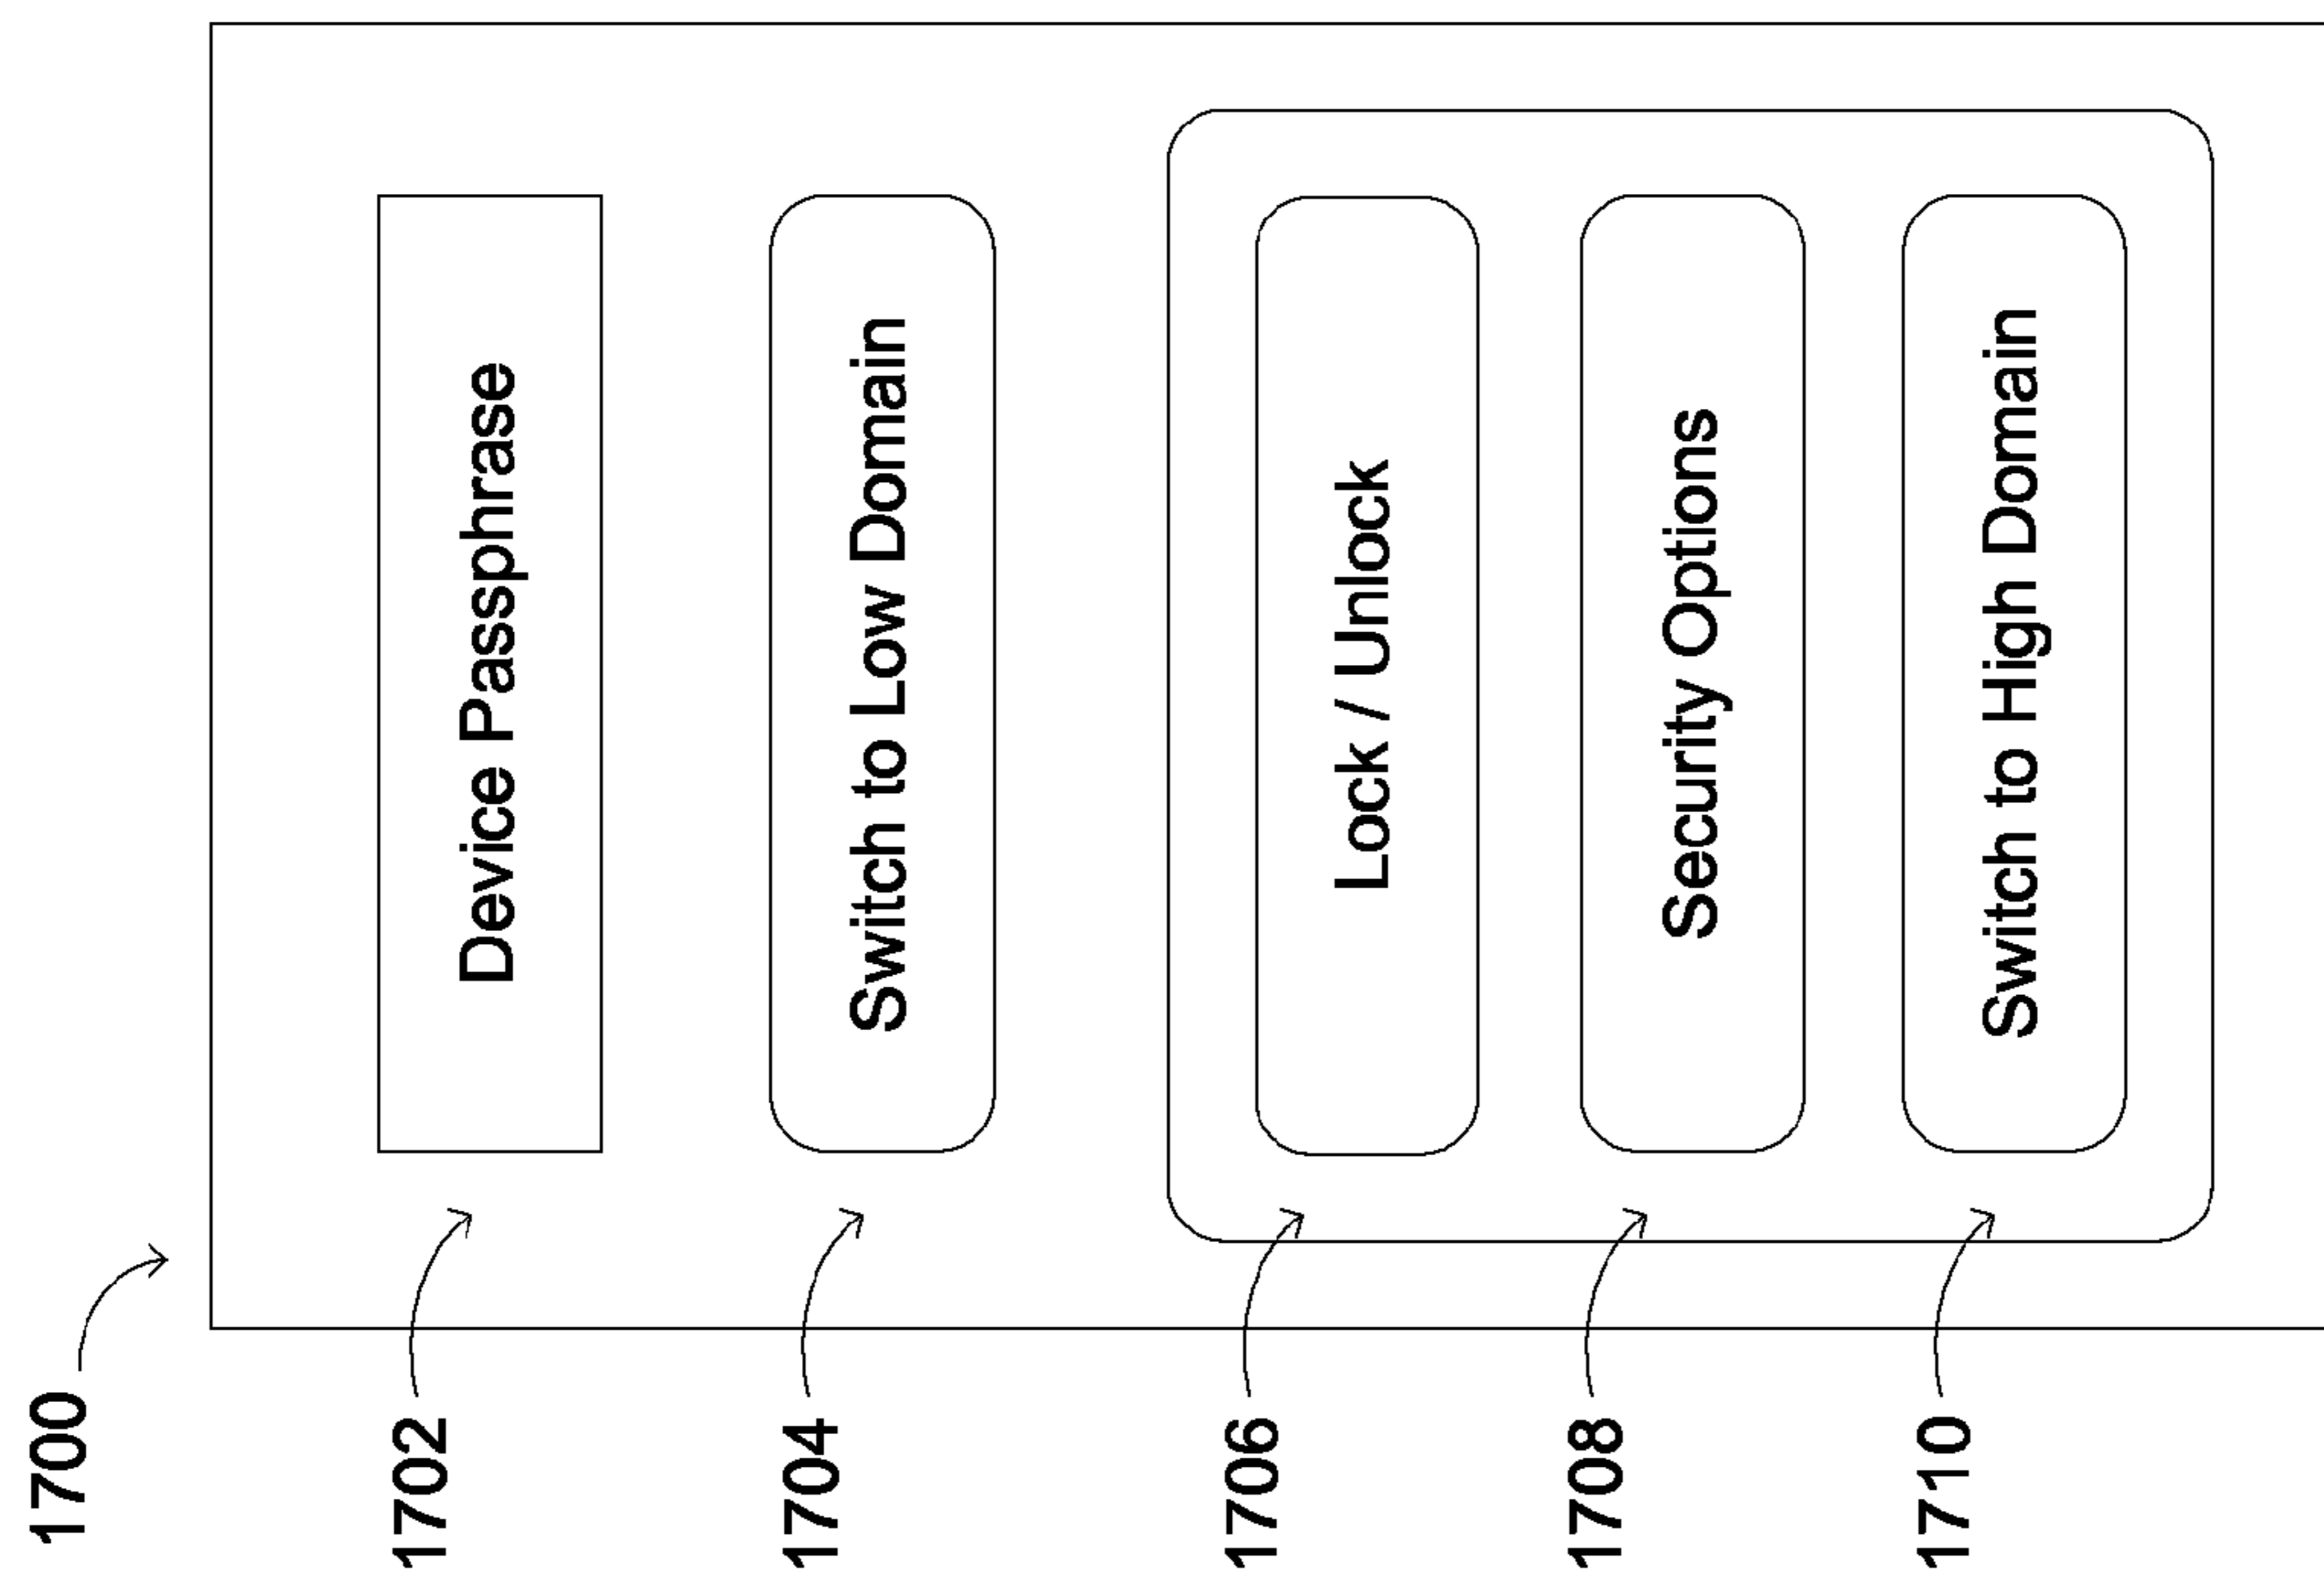 1700
1702
Device Passphrase
1704
Switch to Low Domain
1706
Lock / Unlock
1708
Security Options
1710
Switch to High Domain